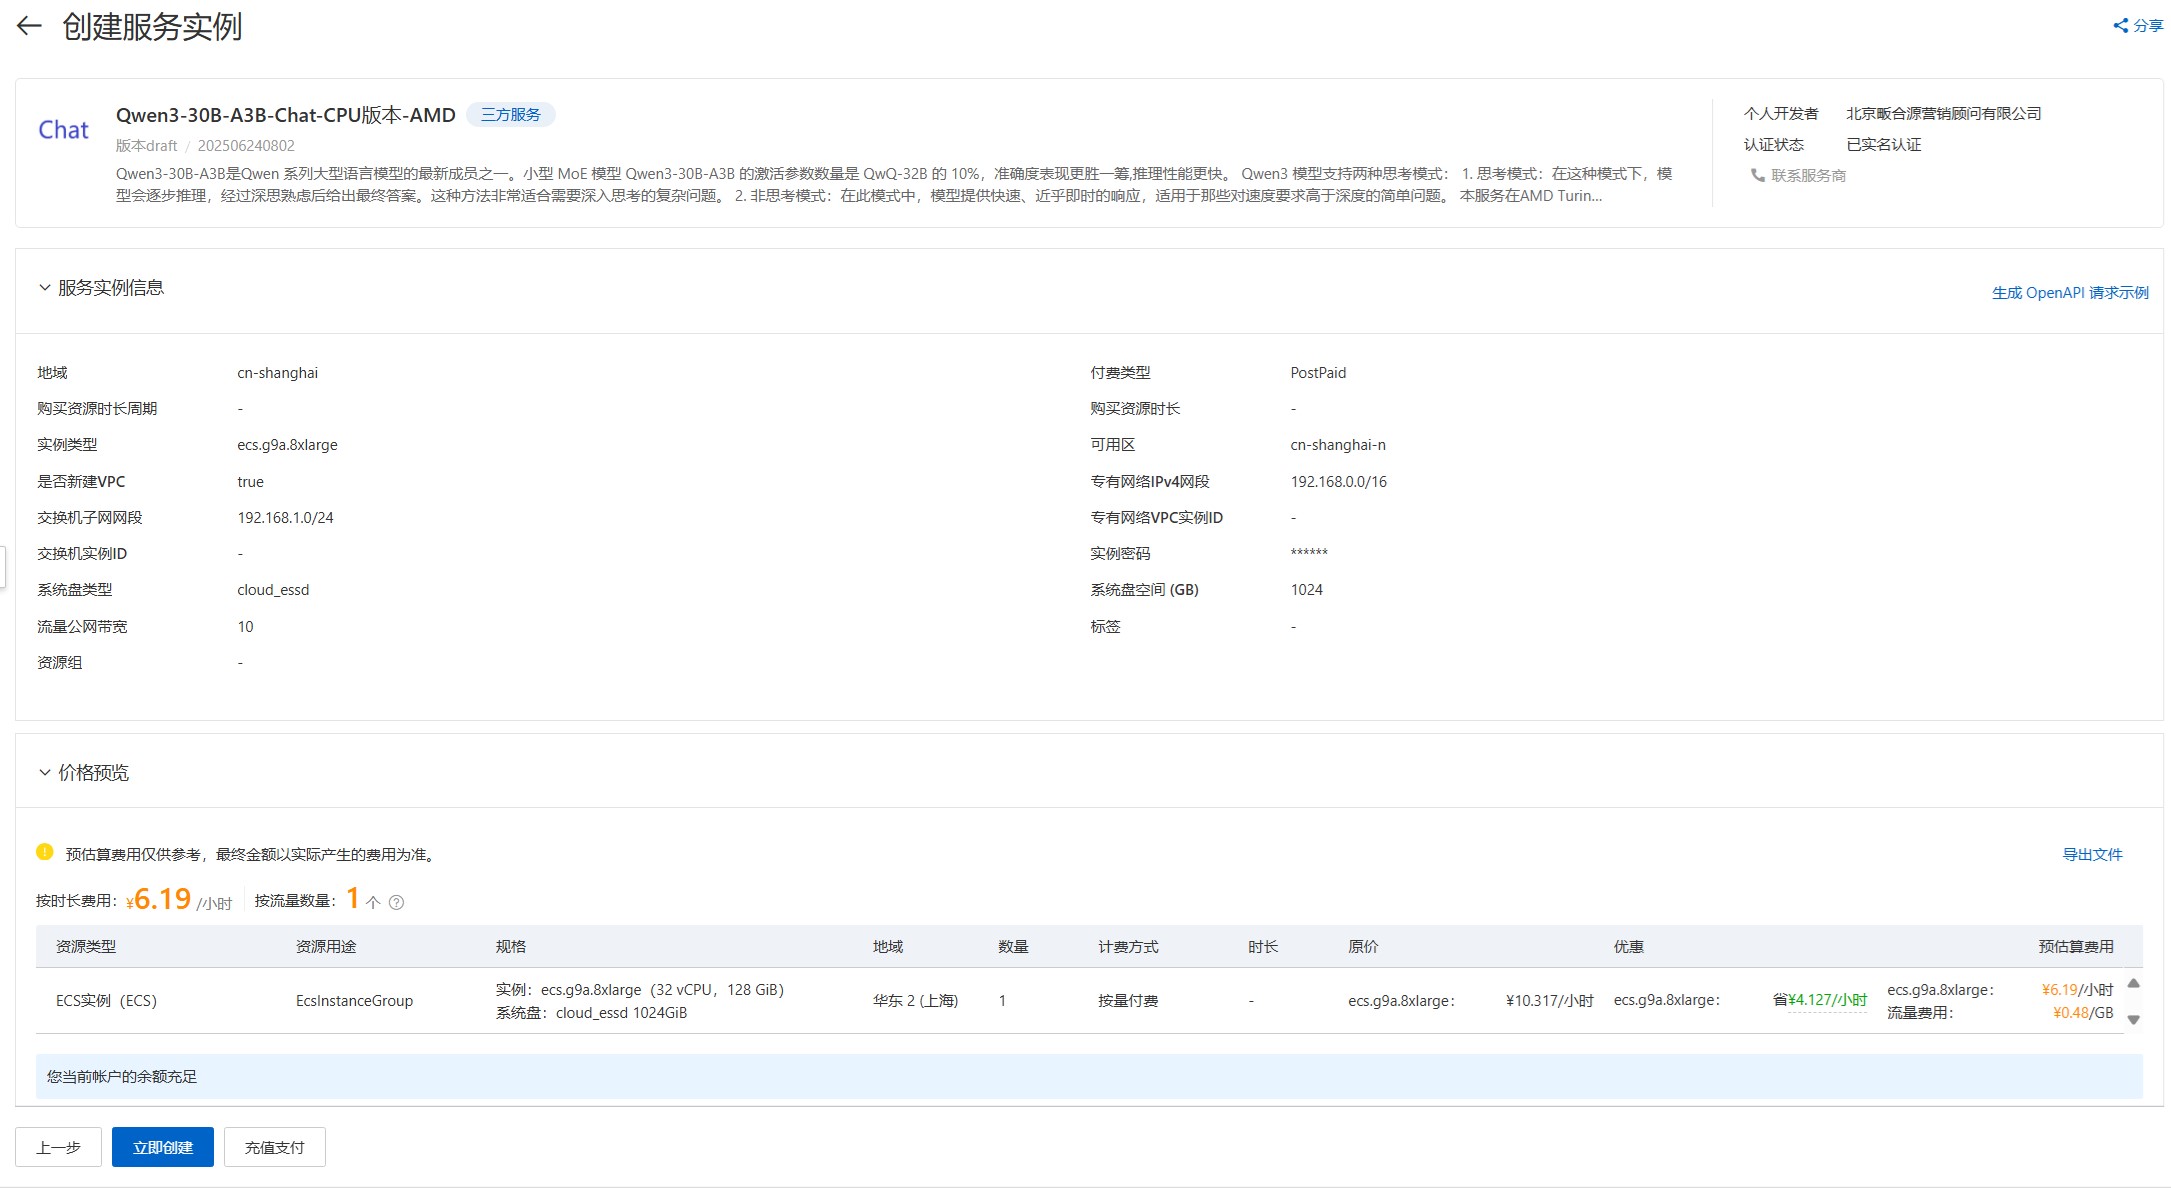 创建服务实例
分享
Chat
Qwen3-30B-A3B-Chat-CPU版本-AMD 三方服务
版本draft / 202506240802
Qwen3-30B-A3B是Qwen 系列大型语言模型的最新成员之一。小型 MoE 模型 Qwen3-30B-A3B 的激活参数数量是 QwQ-32B 的 10%，准确度表现更胜一筹,推理性能更快。 Qwen3 模型支持两种思考模式： 1. 思考模式：在这种模式下，模
型会逐步推理，经过深思熟虑后给出最终答案。这种方法非常适合需要深入思考的复杂问题。 2. 非思考模式：在此模式中，模型提供快速、近乎即时的响应，适用于那些对速度要求高于深度的简单问题。 本服务在AMD Turin...
个人开发者 北京畈合源营销顾问有限公司
认证状态 已实名认证
联系服务商
服务实例信息
生成 OpenAPI 请求示例
地域 cn-shanghai 付费类型 PostPaid
购买资源时长周期 - 购买资源时长 -
实例类型 ecs.g9a.8xlarge 可用区 cn-shanghai-n
是否新建VPC true 专有网络IPv4网段 192.168.0.0/16
交换机子网网段 192.168.1.0/24 专有网络VPC实例ID -
交换机实例ID - 实例密码 ******
系统盘类型 cloud_essd 系统盘空间 (GB) 1024
流量公网带宽 10 标签 -
资源组 -
价格预览
预估算费用仅供参考，最终金额以实际产生的费用为准。
导出文件
按时长费用：¥6.19 /小时 按流量数量：1 个
资源类型 资源用途 规格 地域 数量 计费方式 时长 原价 优惠 预估算费用
ECS实例（ECS） EcsInstanceGroup 实例：ecs.g9a.8xlarge（32 vCPU，128 GiB） 华东 2 (上海) 1 按量付费 - ecs.g9a.8xlarge： ¥10.317/小时 ecs.g9a.8xlarge： 省¥4.127/小时 ecs.g9a.8xlarge： ¥6.19/小时
系统盘：cloud_essd 1024GiB 流量费用： ¥0.48/GB
您当前帐户的余额充足
上一步 立即创建 充值支付